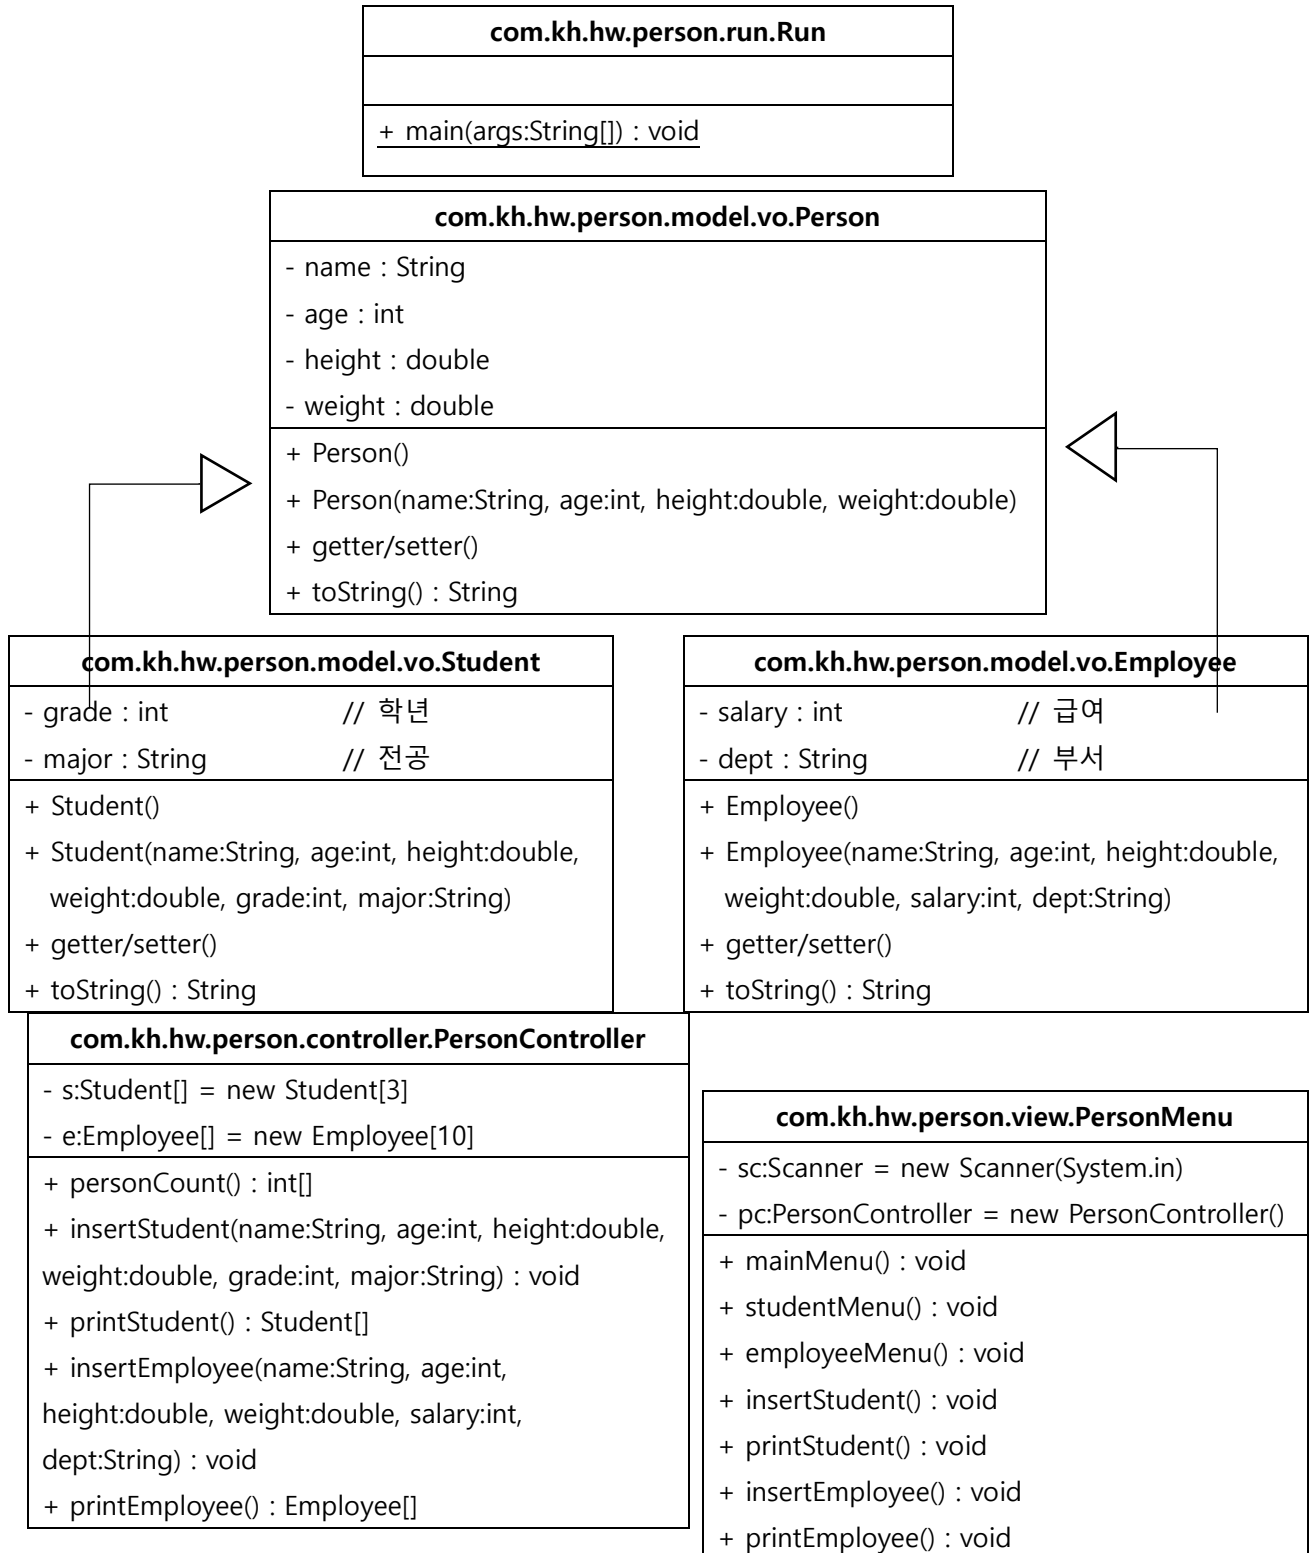 com.kh.hw.person.run.Run
+ main(args:String[]) : void
com.kh.hw.person.model.vo.Person
- name : String
- age : int
- height : double
- weight : double
+ Person()
+ Person(name:String, age:int, height:double, weight:double)
+ getter/setter()
+ toString() : String
com.kh.hw.person.model.vo.Student
- grade : int // 학년
- major : String // 전공
+ Student()
+ Student(name:String, age:int, height:double,
weight:double, grade:int, major:String)
+ getter/setter()
+ toString() : String
com.kh.hw.person.model.vo.Employee
- salary : int // 급여
- dept : String // 부서
+ Employee()
+ Employee(name:String, age:int, height:double,
weight:double, salary:int, dept:String)
+ getter/setter()
+ toString() : String
com.kh.hw.person.controller.PersonController
- s:Student[] = new Student[3]
- e:Employee[] = new Employee[10]
+ personCount() : int[]
+ insertStudent(name:String, age:int, height:double,
weight:double, grade:int, major:String) : void
+ printStudent() : Student[]
+ insertEmployee(name:String, age:int,
height:double, weight:double, salary:int,
dept:String) : void
+ printEmployee() : Employee[]
com.kh.hw.person.view.PersonMenu
- sc:Scanner = new Scanner(System.in)
- pc:PersonController = new PersonController()
+ mainMenu() : void
+ studentMenu() : void
+ employeeMenu() : void
+ insertStudent() : void
+ printStudent() : void
+ insertEmployee() : void
+ printEmployee() : void